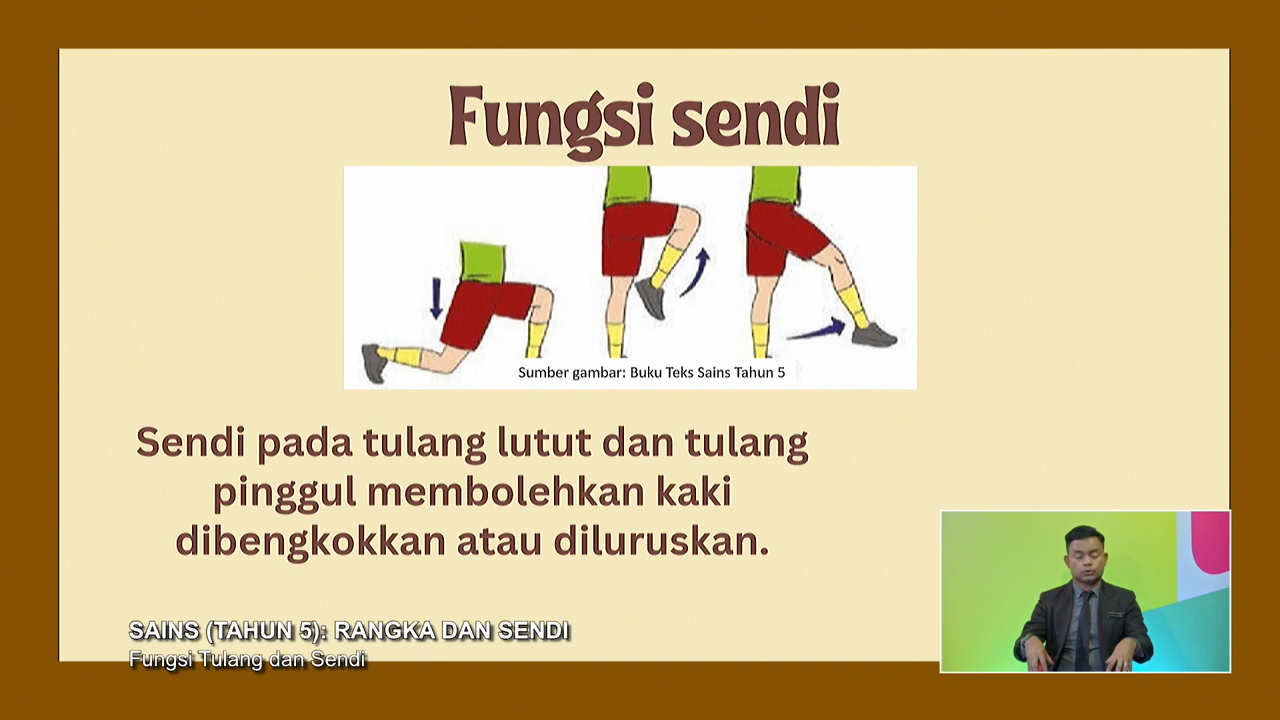 Fungsi sendi
Sumber gambar: Buku Teks Sains Tahun 5
Sendi pada tulang lutut dan tulang
pinggul membolehkan kaki
dibengkokkan atau diluruskan.
SAINS (TAHUN 5): RANGKA DAN SENDI
Fungsi Tulang dan Sendi